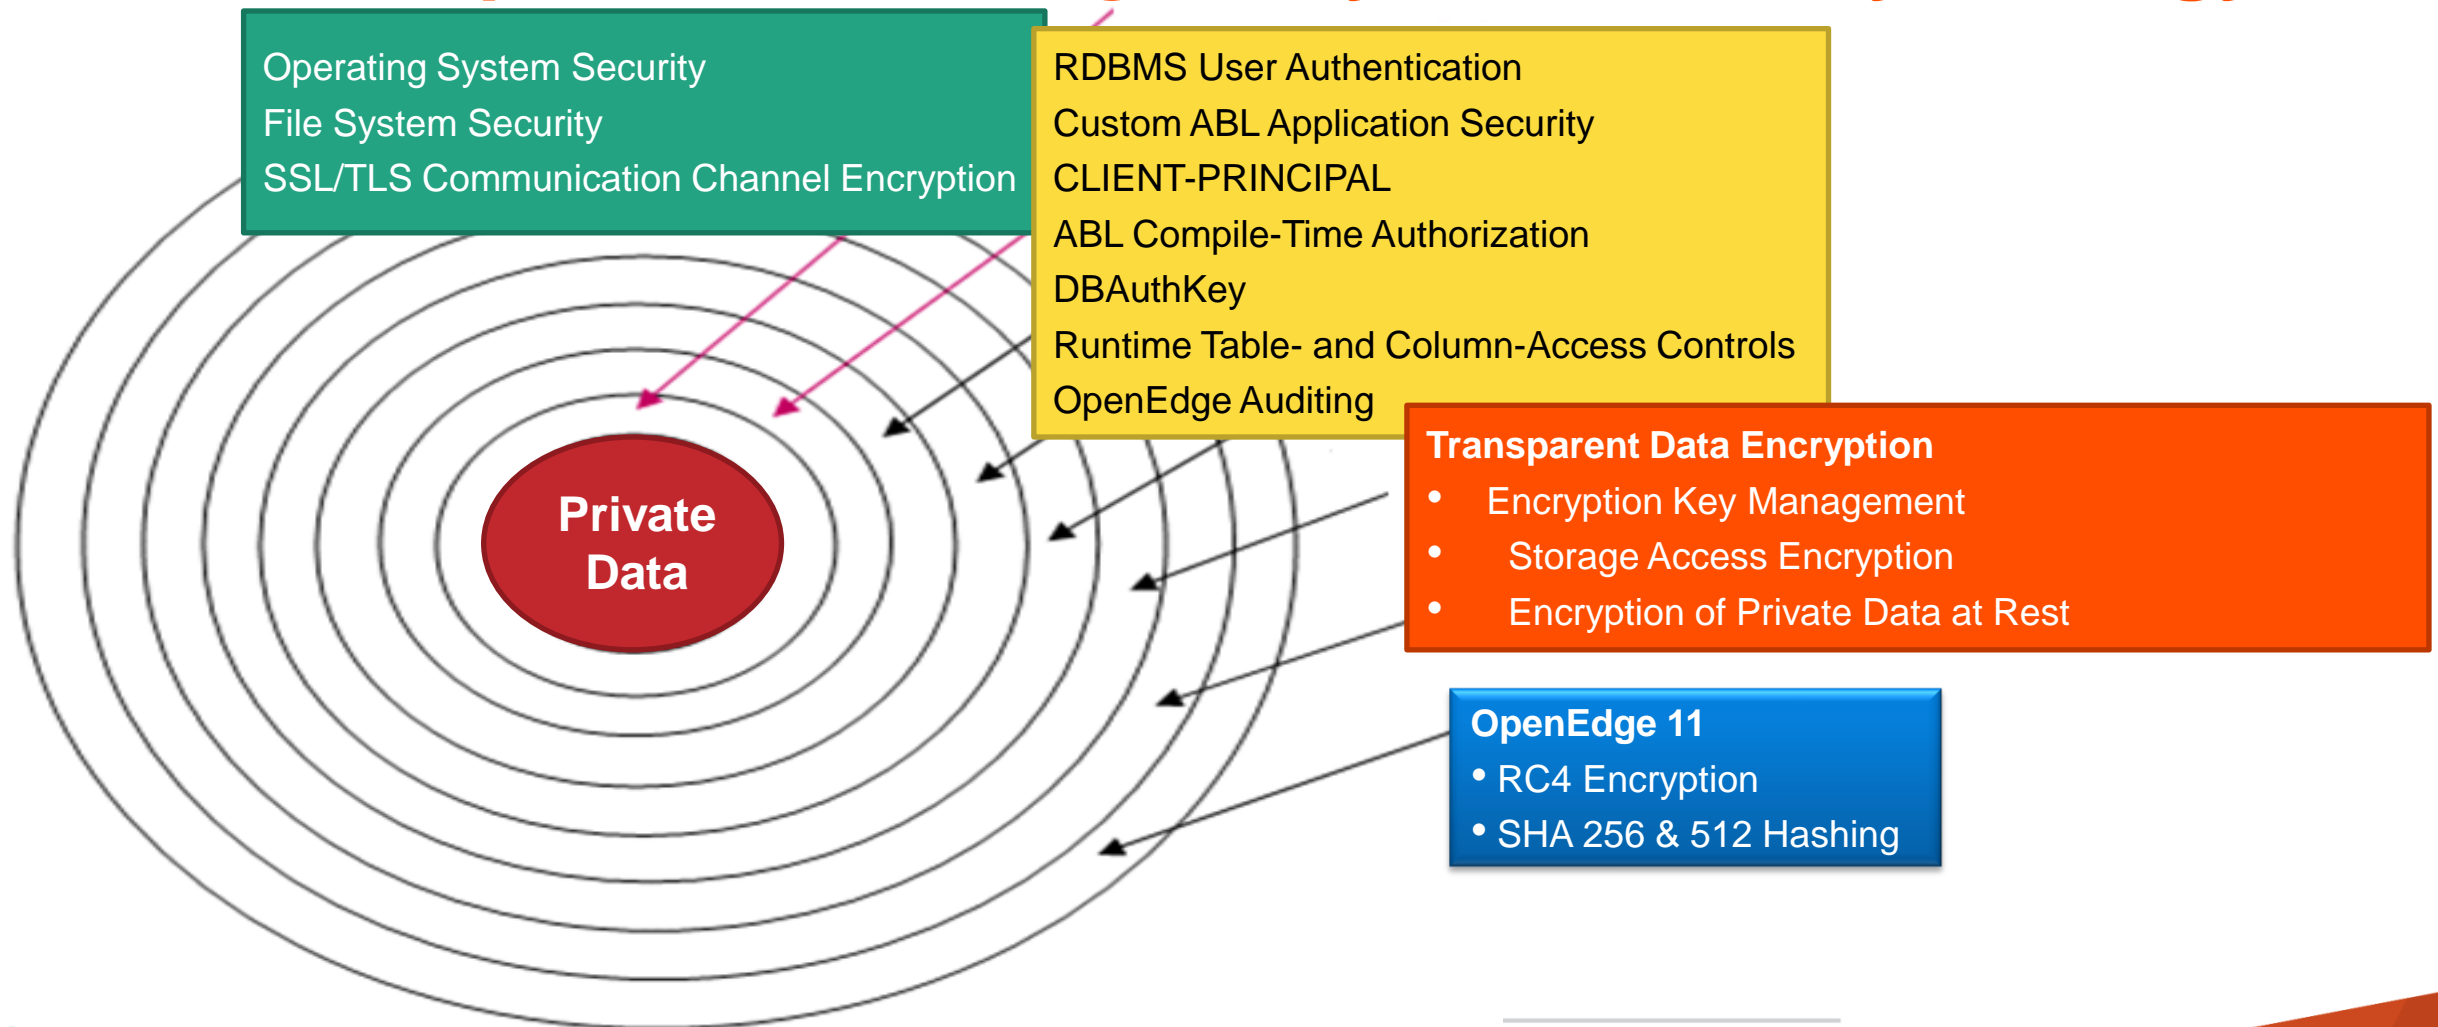 Operating System Security
File System Security
SSL/TLS Communication Channel Encryption
RDBMS User Authentication
Custom ABL Application Security
CLIENT-PRINCIPAL
ABL Compile-Time Authorization
DBAuthKey
Runtime Table- and Column-Access Controls
OpenEdge Auditing
Transparent Data Encryption
• Encryption Key Management
• Storage Access Encryption
• Encryption of Private Data at Rest
Private
Data
OpenEdge 11
• RC4 Encryption
• SHA 256 & 512 Hashing